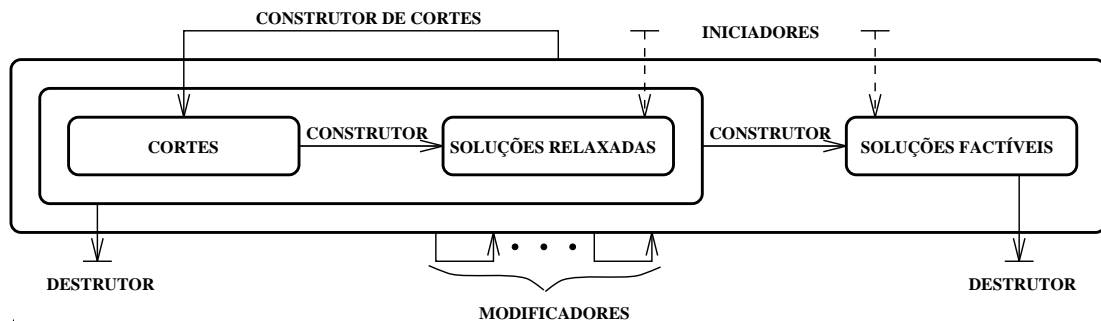 CONSTRUTOR DE CORTES
INICIADORES
CORTES
CONSTRUTOR
SOLUÇÕES RELAXADAS
CONSTRUTOR
SOLUÇÕES FACTÍVEIS
DESTRUTOR
DESTRUTOR
MODIFICADORES